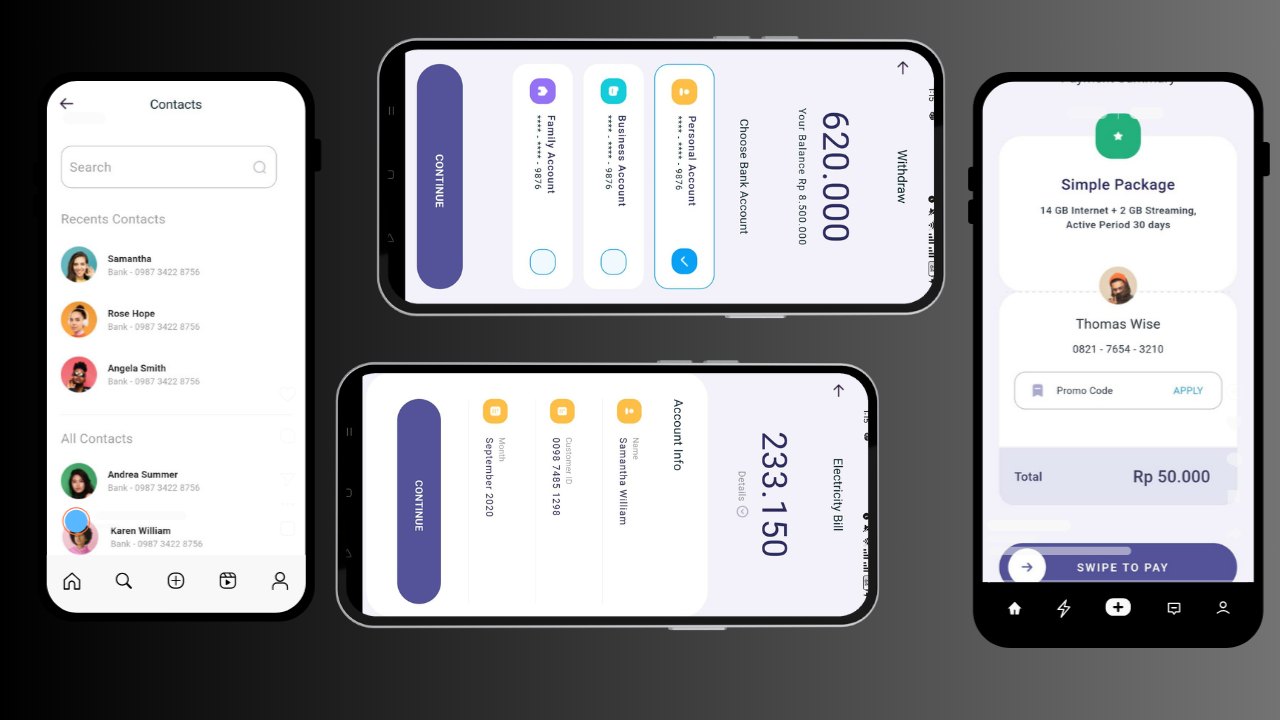 Contacts
Search
Recents Contacts
Samantha
Bank - 0987 3422 8756
Rose Hope
Bank - 0987 3422 8756
Angela Smith
Bank - 0987 3422 8756
All Contacts
Andrea Summer
Bank - 0987 3422 8756
Karen William
Bank - 0987 3422 8756
Withdraw
620.000
Your Balance Rp 8.500.000
Choose Bank Account
Personal Account
**** - **** - 9876
Business Account
**** - **** - 9876
Family Account
**** - **** - 9876
CONTINUE
Electricity Bill
233.150
Details
Account Info
Name
Samantha William
Customer ID
0098 7485 1298
Month
September 2020
CONTINUE
Simple Package
14 GB Internet + 2 GB Streaming,
Active Period 30 days
Thomas Wise
0821 - 7654 - 3210
Promo Code APPLY
Total Rp 50.000
SWIPE TO PAY